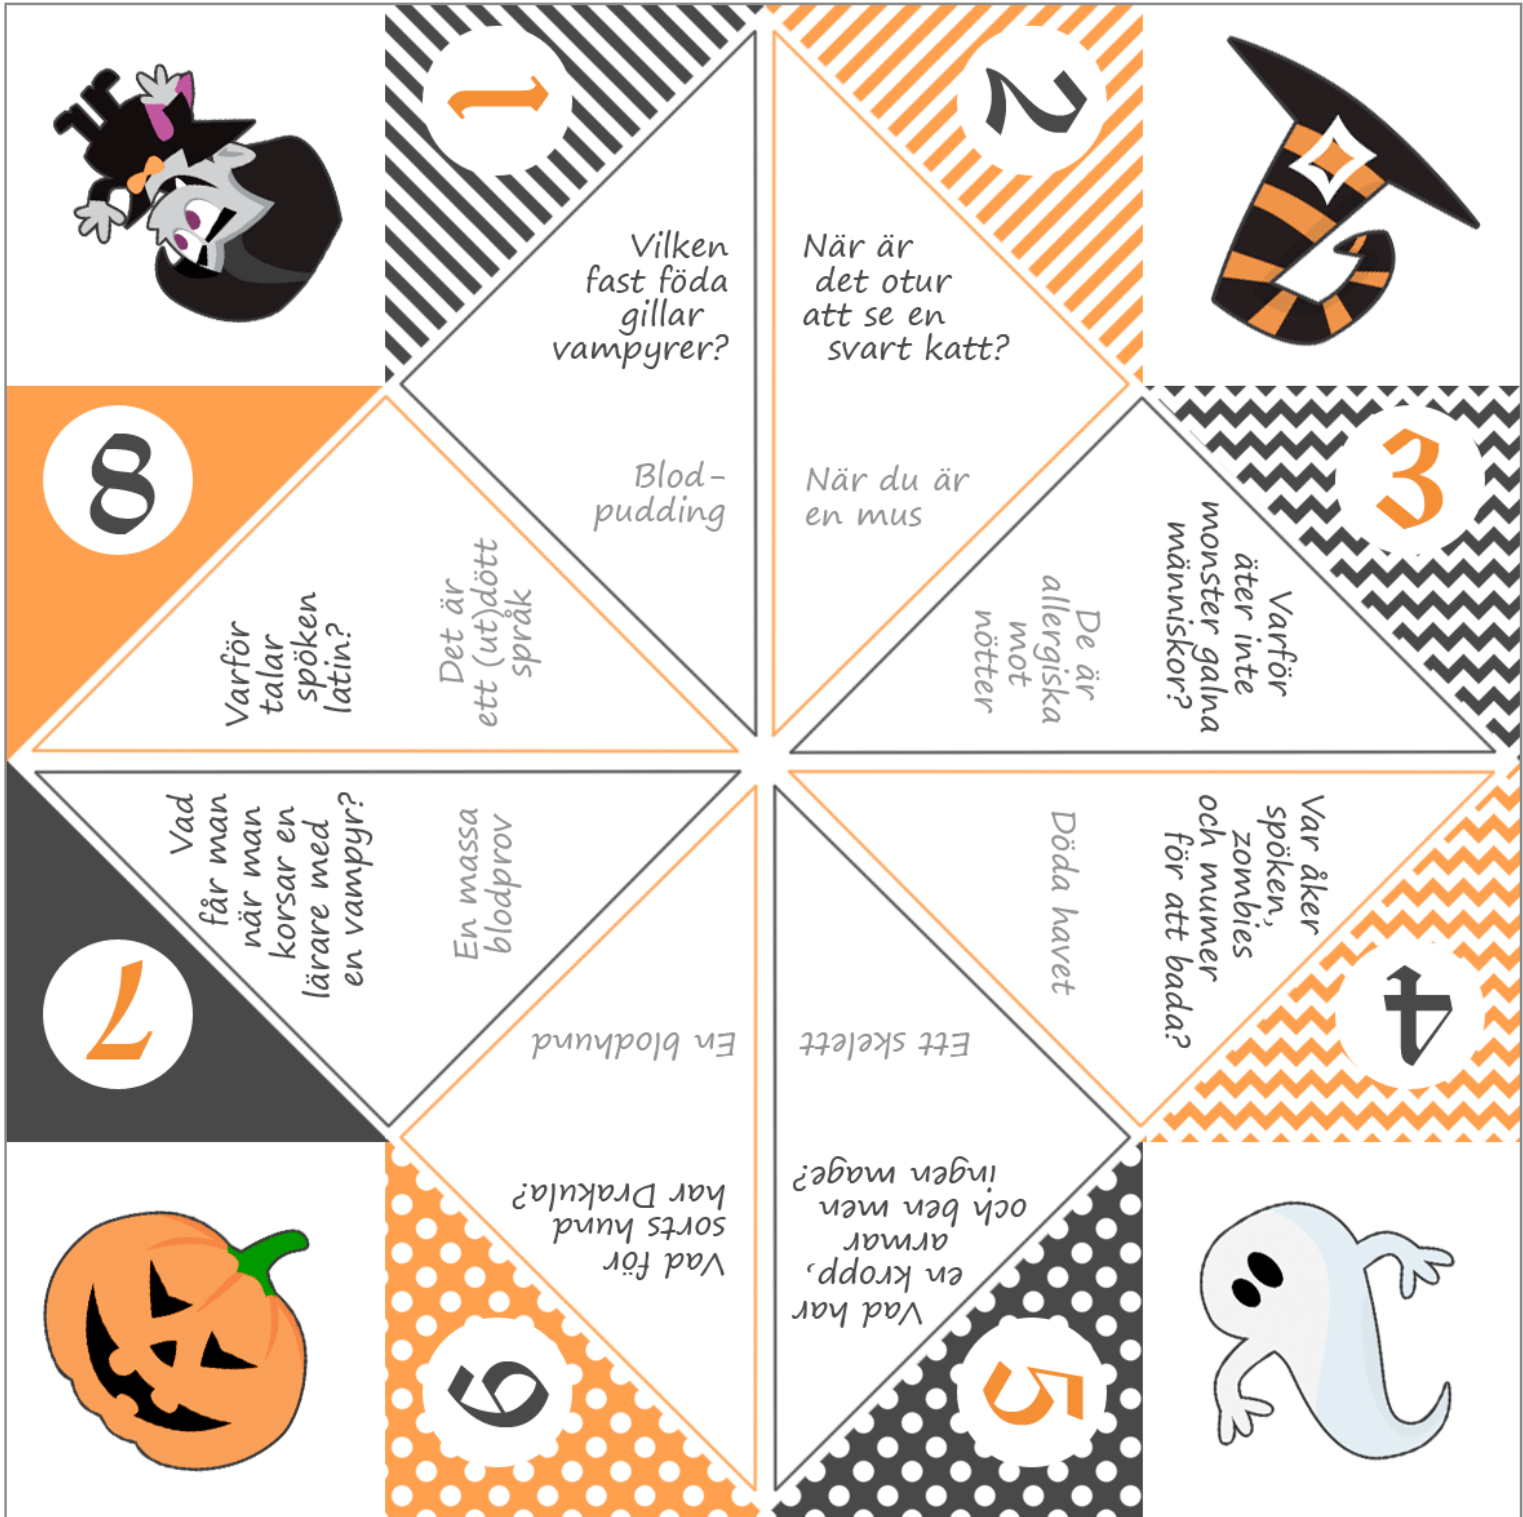 1
Vilken
fast föda
gillar
vampyrer?
Blod-
pudding
2
När är
det otur
att se en
svart katt?
När du är
en mus
3
Varför
äter inte
monster galna
människor?
De är
allergiska
mot
nötter
4
Var åker
spöken,
zombies
och mumer
för att bada?
Döda havet
5
Vad har
en kropp,
armar
och ben men
ingen mage?
Ett skelett
6
Vad för
sorts hund
har Drakula?
En blodhund
7
Vad
får man
när man
korsar en
lärare med
en vampyr?
En massa
blodprov
8
Varför
talar
spöken
latin?
Det är
ett (ut)dött
språk